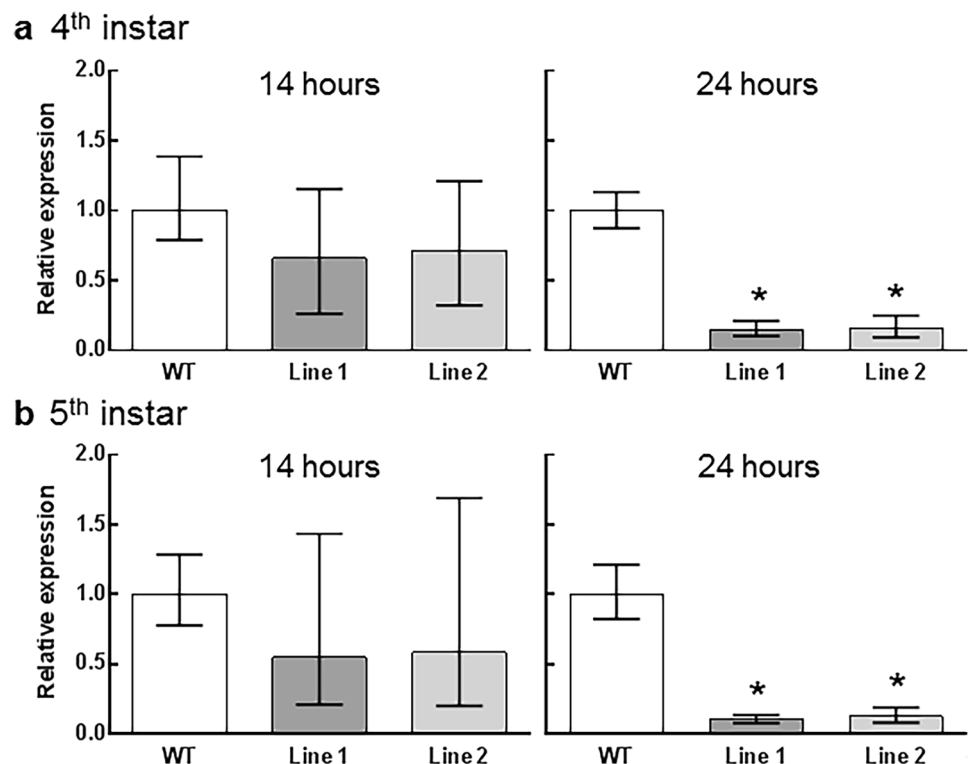 a 4th instar
14 hours
24 hours
Relative expression
2.0
1.5
1.0
0.5
0.0
*
*
WT
Line 1
Line 2
WT
Line 1
Line 2
b 5th instar
14 hours
24 hours
Relative expression
2.0
1.5
1.0
0.5
0.0
*
*
WT
Line 1
Line 2
WT
Line 1
Line 2